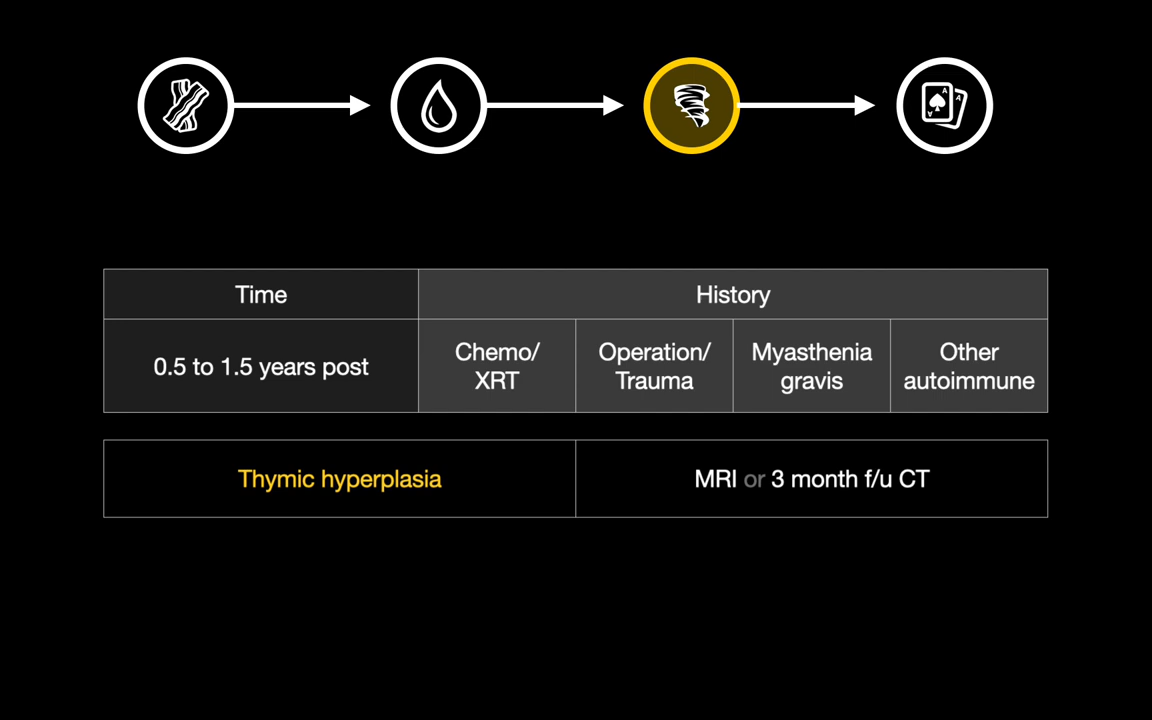 A
A
A
Time
History
0.5 to 1.5 years post
Chemo/
XRT
Operation/
Trauma
Myasthenia
gravis
Other
autoimmune
Thymic hyperplasia
MRI or 3 month f/u CT